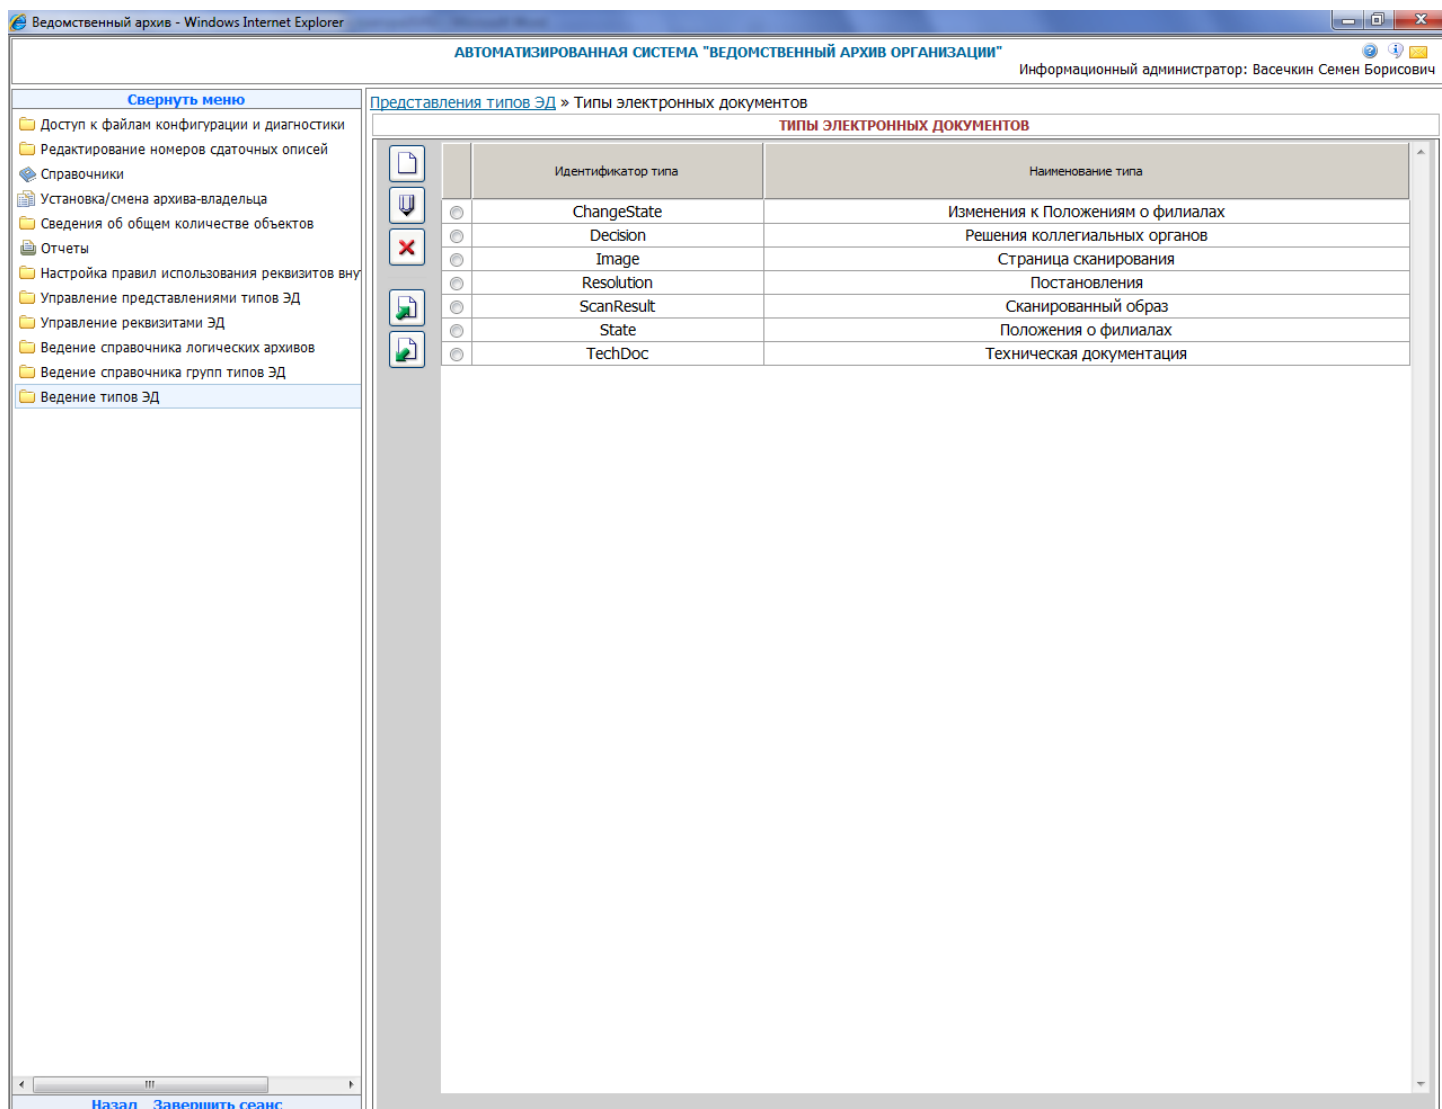 Ведомственный архив - Windows Internet Explorer
АВТОМАТИЗИРОВАННАЯ СИСТЕМА "ВЕДОМСТВЕННЫЙ АРХИВ ОРГАНИЗАЦИИ"
Информационный администратор: Васечкин Семен Борисович
Свернуть меню
Доступ к файлам конфигурации и диагностики
Редактирование номеров сдаточных описей
Справочники
Установка/смена архива-владельца
Сведения об общем количестве объектов
Отчеты
Настройка правил использования реквизитов вну
Управление представлениями типов ЭД
Управление реквизитами ЭД
Ведение справочника логических архивов
Ведение справочника групп типов ЭД
Ведение типов ЭД
Назад Завершить сеанс
Представления типов ЭД » Типы электронных документов
ТИПЫ ЭЛЕКТРОННЫХ ДОКУМЕНТОВ
Идентификатор типа Наименование типа
ChangeState Изменения к Положениям о филиалах
Decision Решения коллегиальных органов
Image Страница сканирования
Resolution Постановления
ScanResult Сканированный образ
State Положения о филиалах
TechDoc Техническая документация